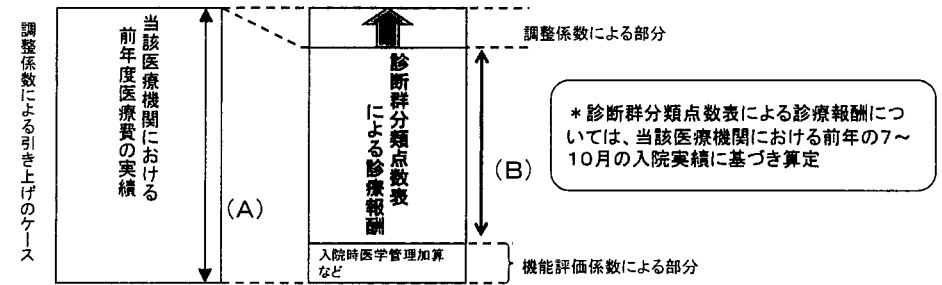 調整係数による引き上げのケース
当該医療機関における
前年度医療費の実績
(A)
診断群分類点数表
による診療報酬
入院時医学管理加算
など
(B)
調整係数による部分
機能評価係数による部分
＊診断群分類点数表による診療報酬につ
いては、当該医療機関における前年の7～
10月の入院実績に基づき算定